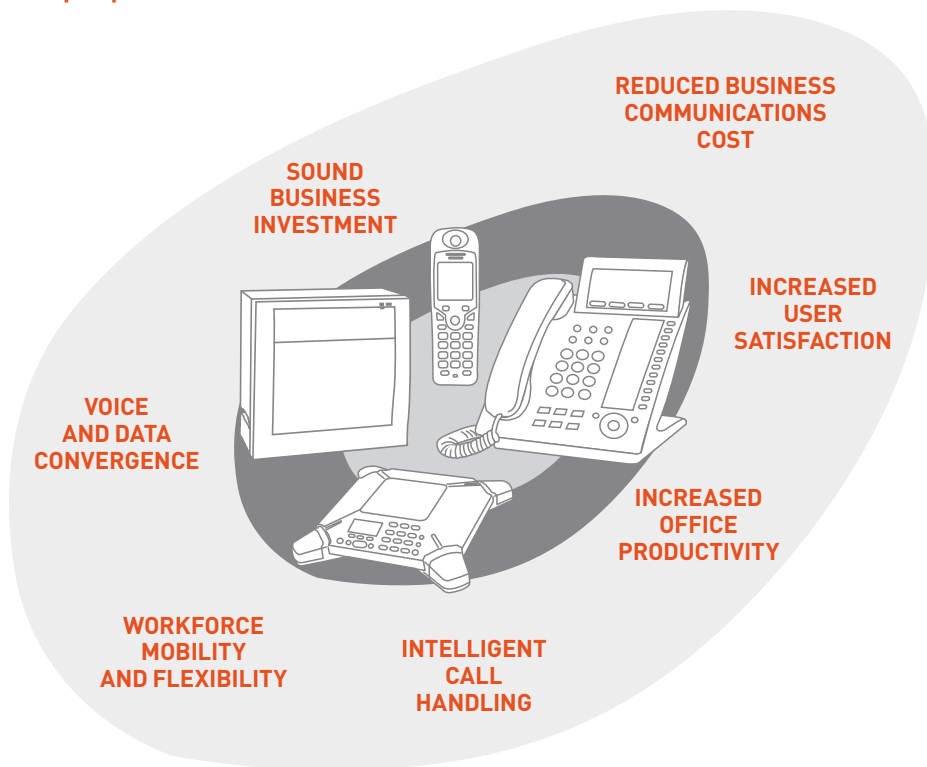 REDUCED BUSINESS
COMMUNICATIONS
COST
SOUND
BUSINESS
INVESTMENT
INCREASED
USER
SATISFACTION
VOICE
AND DATA
CONVERGENCE
INCREASED
OFFICE
PRODUCTIVITY
WORKFORCE
MOBILITY
AND FLEXIBILITY
INTELLIGENT
CALL
HANDLING